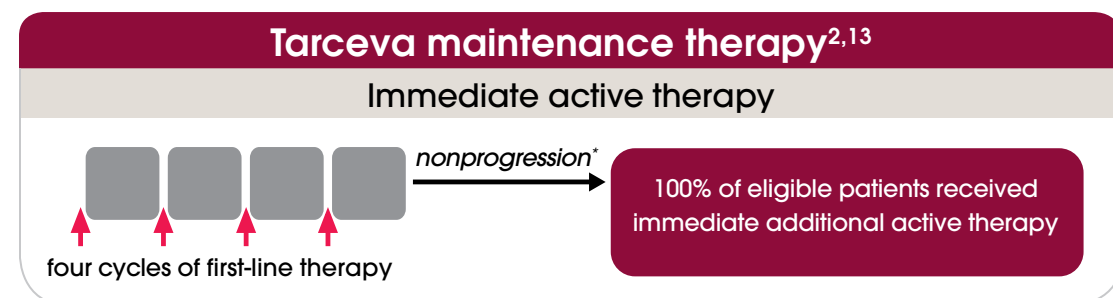 Tarceva maintenance therapy2,13
Immediate active therapy
nonprogression*
100% of eligible patients received
immediate additional active therapy
four cycles of first-line therapy